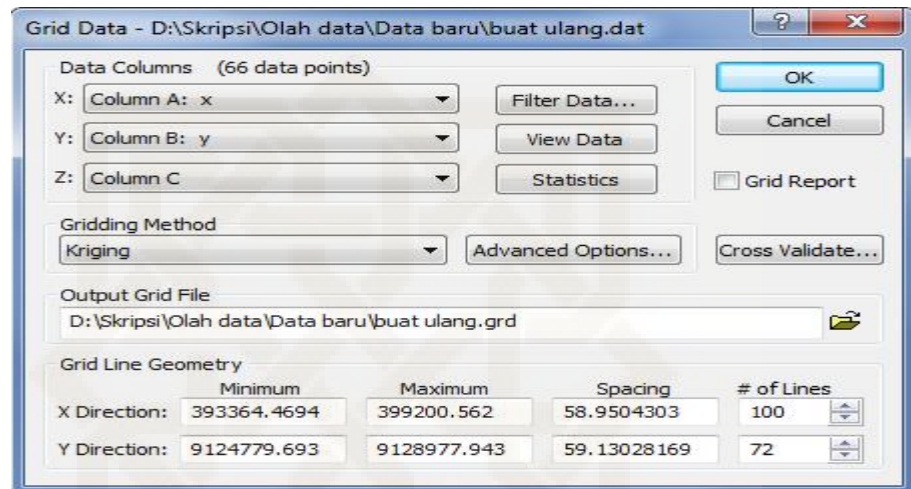 Grid Data - D:\Skripsi\Olah data\Data baru\buat ulang.dat
Data Columns (66 data points)
OK
X: Column A: x
Filter Data...
Cancel
Y: Column B: y
View Data
Z: Column C
Statistics
Grid Report
Gridding Method
Kriging
Advanced Options...
Cross Validate...
Output Grid File
D:\Skripsi\Olah data\Data baru\buat ulang.grd
Grid Line Geometry
Minimum Maximum Spacing # of Lines
X Direction: 393364.4694 399200.562 58.9504303 100
Y Direction: 9124779.693 9128977.943 59.13028169 72